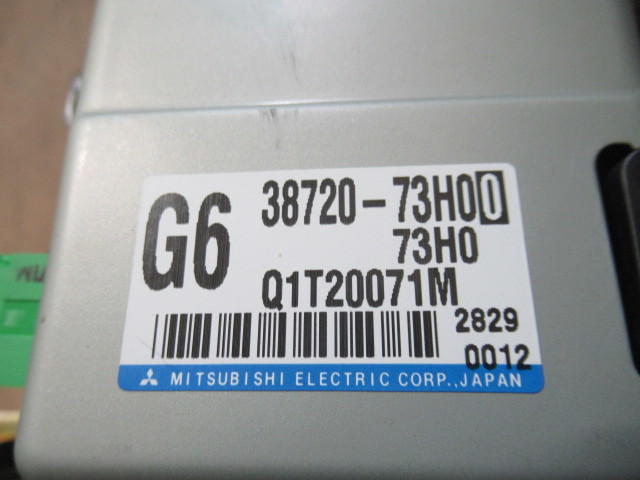 G6
38720-73H00
73H0
Q1T20071M
2829
0012
MITSUBISHI ELECTRIC CORP.,JAPAN